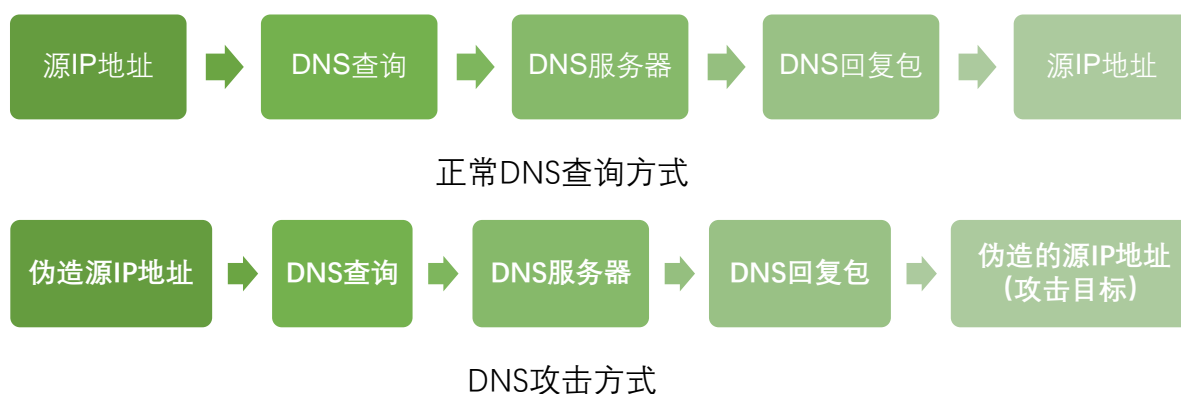 源IP地址
DNS查询
DNS服务器
DNS回复包
源IP地址
正常DNS查询方式
伪造源IP地址
DNS查询
DNS服务器
DNS回复包
伪造的源IP地址
（攻击目标）
DNS攻击方式